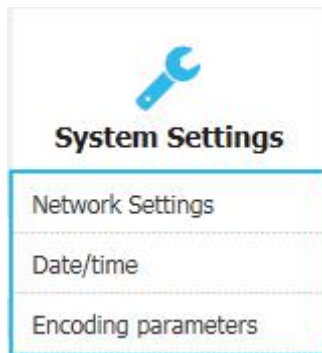 System Settings
Network Settings
Date/time
Encoding parameters